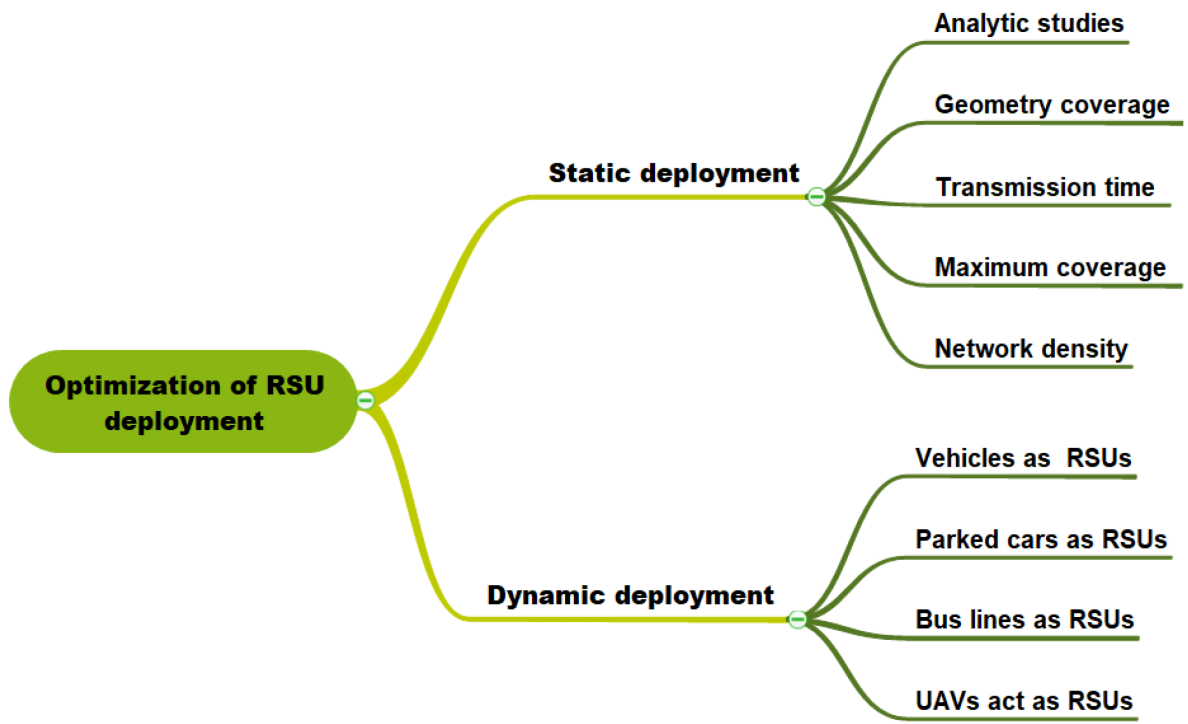 Optimization of RSU
deployment
Static deployment
Analytic studies
Geometry coverage
Transmission time
Maximum coverage
Network density
Dynamic deployment
Vehicles as  RSUs
Parked cars as RSUs
Bus lines as RSUs
UAVs act as RSUs